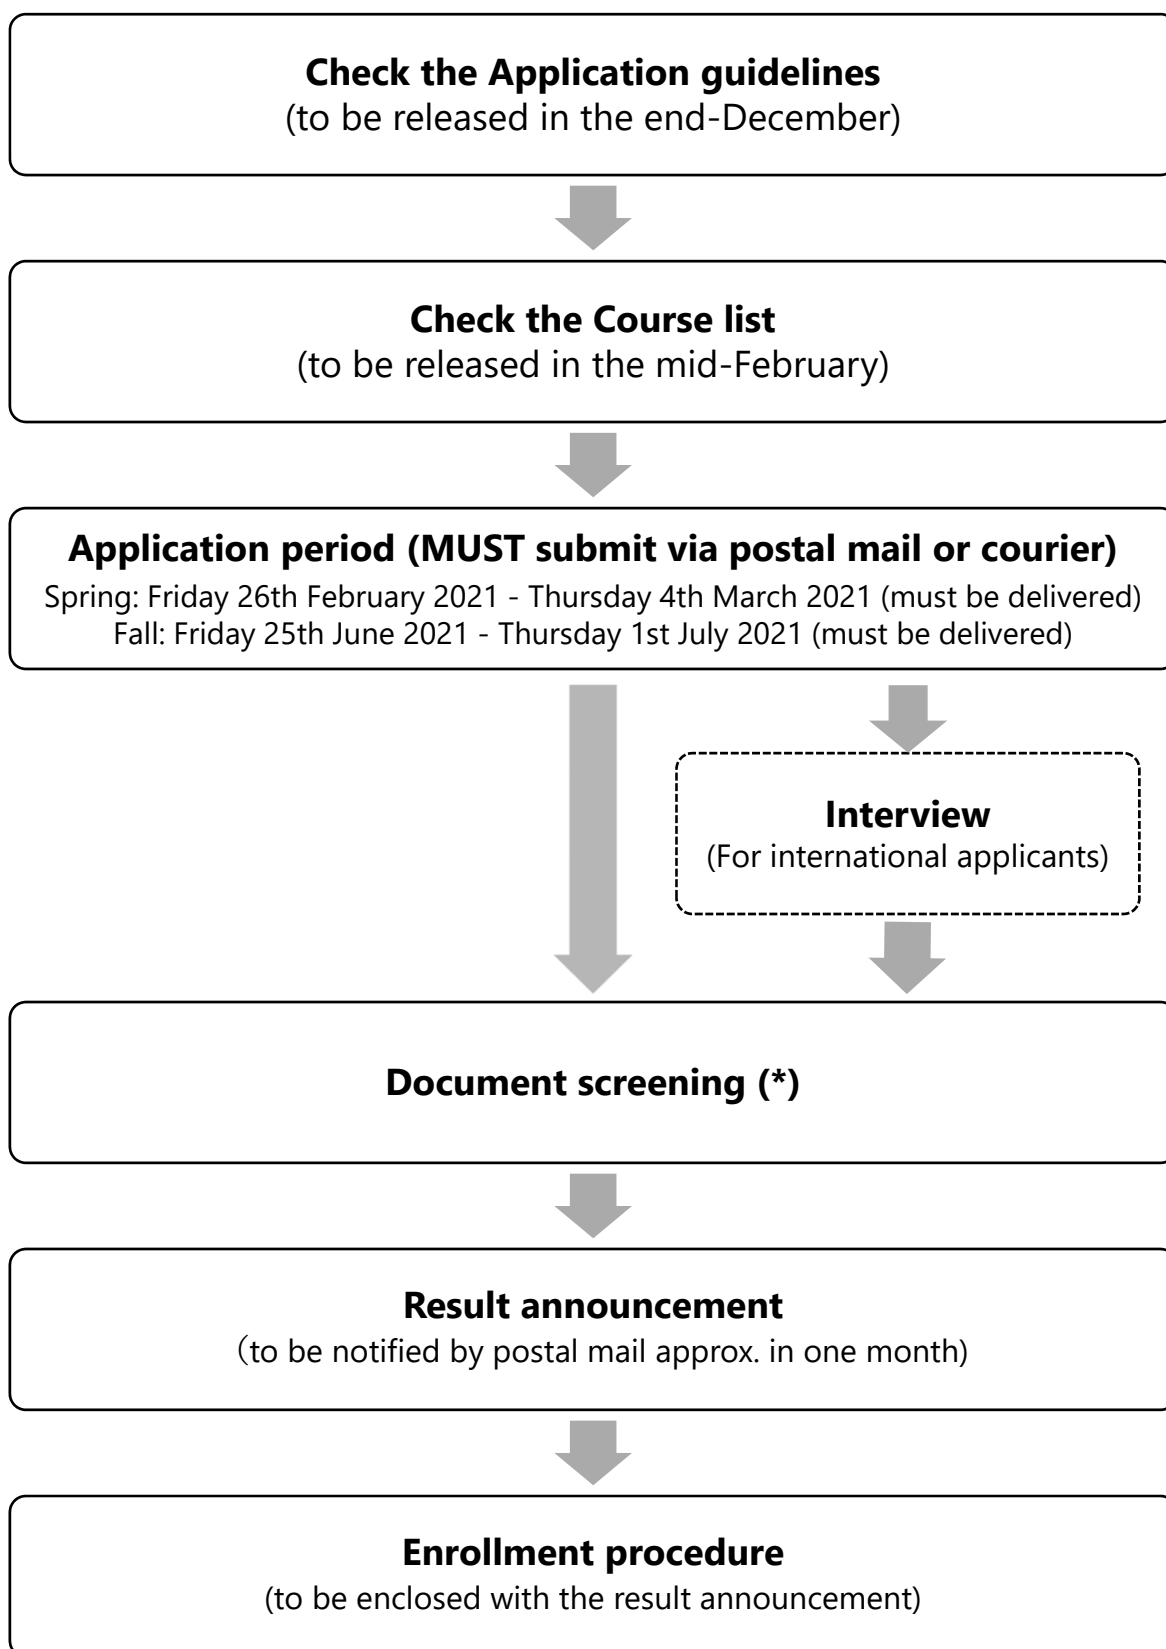 Check the Application guidelines
(to be released in the end-December)
Check the Course list
(to be released in the mid-February)
Application period (MUST submit via postal mail or courier)
Spring: Friday 26th February 2021 - Thursday 4th March 2021 (must be delivered)
Fall: Friday 25th June 2021 - Thursday 1st July 2021 (must be delivered)
Interview
(For international applicants)
Document screening (*)
Result announcement
（to be notified by postal mail approx. in one month)
Enrollment procedure
(to be enclosed with the result announcement)